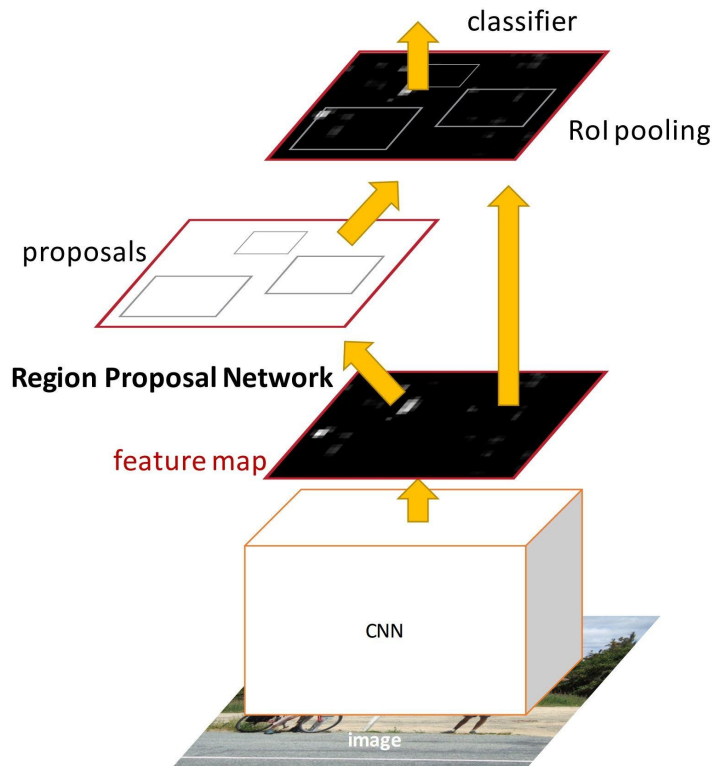 classifier
RoI pooling
proposals
Region Proposal Network
feature map
CNN
image